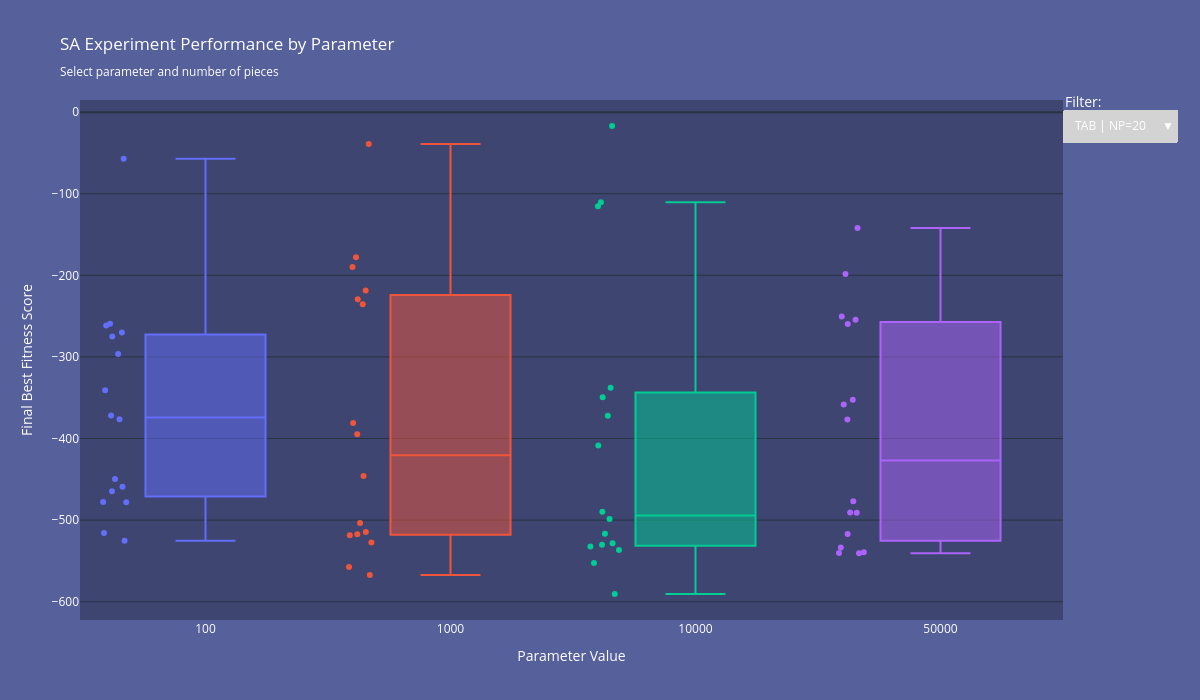 SA Experiment Performance by Parameter
Select parameter and number of pieces
Filter:
TAB | NP=20 ▼
Final Best Fitness Score
0
−100
−200
−300
−400
−500
−600
100 1000 10000 50000
Parameter Value